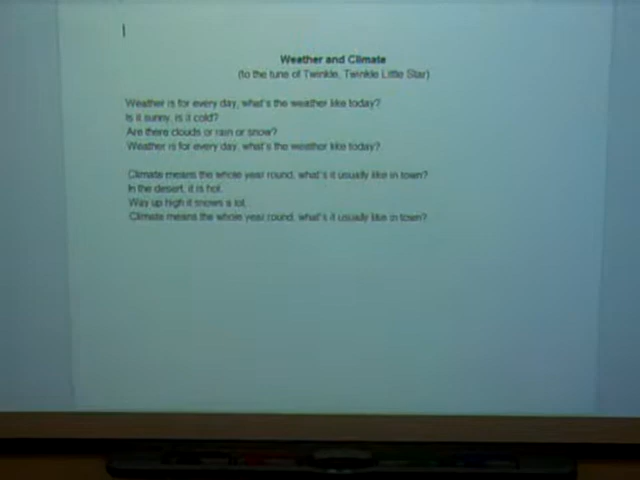 Weather and Climate
(to the tune of Twinkle, Twinkle Little Star)
Weather is for every day, what's the weather like today?
Is it sunny, is it cold?
Are there clouds or rain or snow?
Weather is for every day, what's the weather like today?
Climate means the whole year round, what's it usually like in town?
In the desert, it is hot.
Way up high it snows a lot.
Climate means the whole year round, what's it usually like in town?